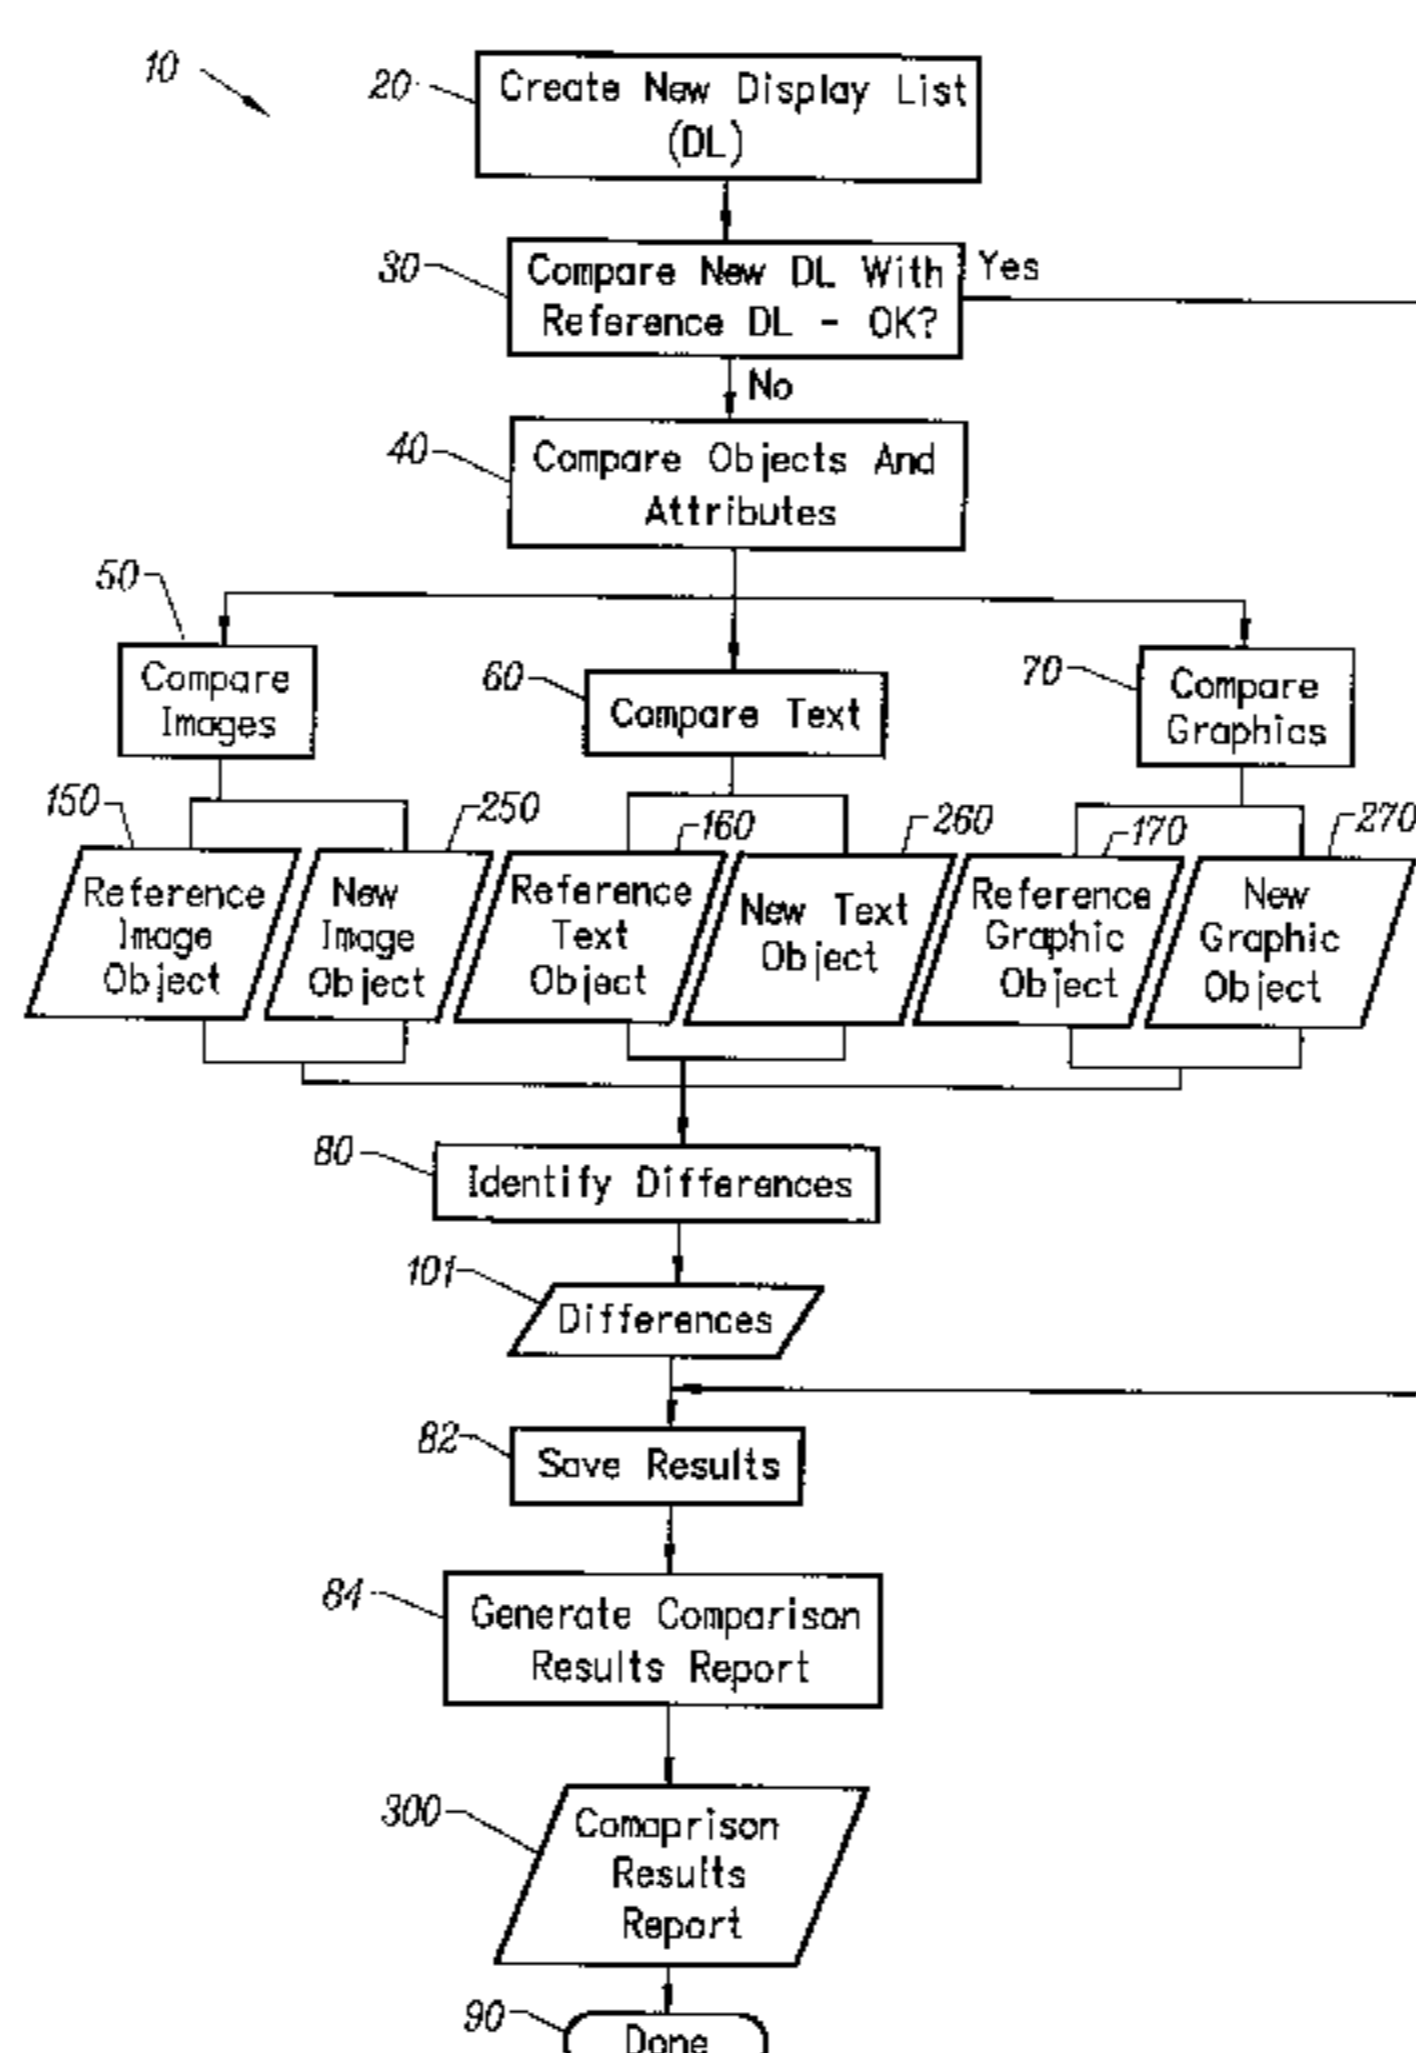 10
20
Create New Display List
(DL)
30
Compare New DL With
Reference DL - OK?
Yes
No
40
Compare Objects And
Attributes
50
Compare
Images
60
Compare Text
70
Compare
Graphics
150
Reference
Image
Object
250
New
Image
Object
160
Reference
Text
Object
260
New Text
Object
170
Reference
Graphic
Object
270
New
Graphic
Object
80
Identify Differences
101
Differences
82
Save Results
84
Generate Comparison
Results Report
300
Comaprison
Results
Report
90
Done